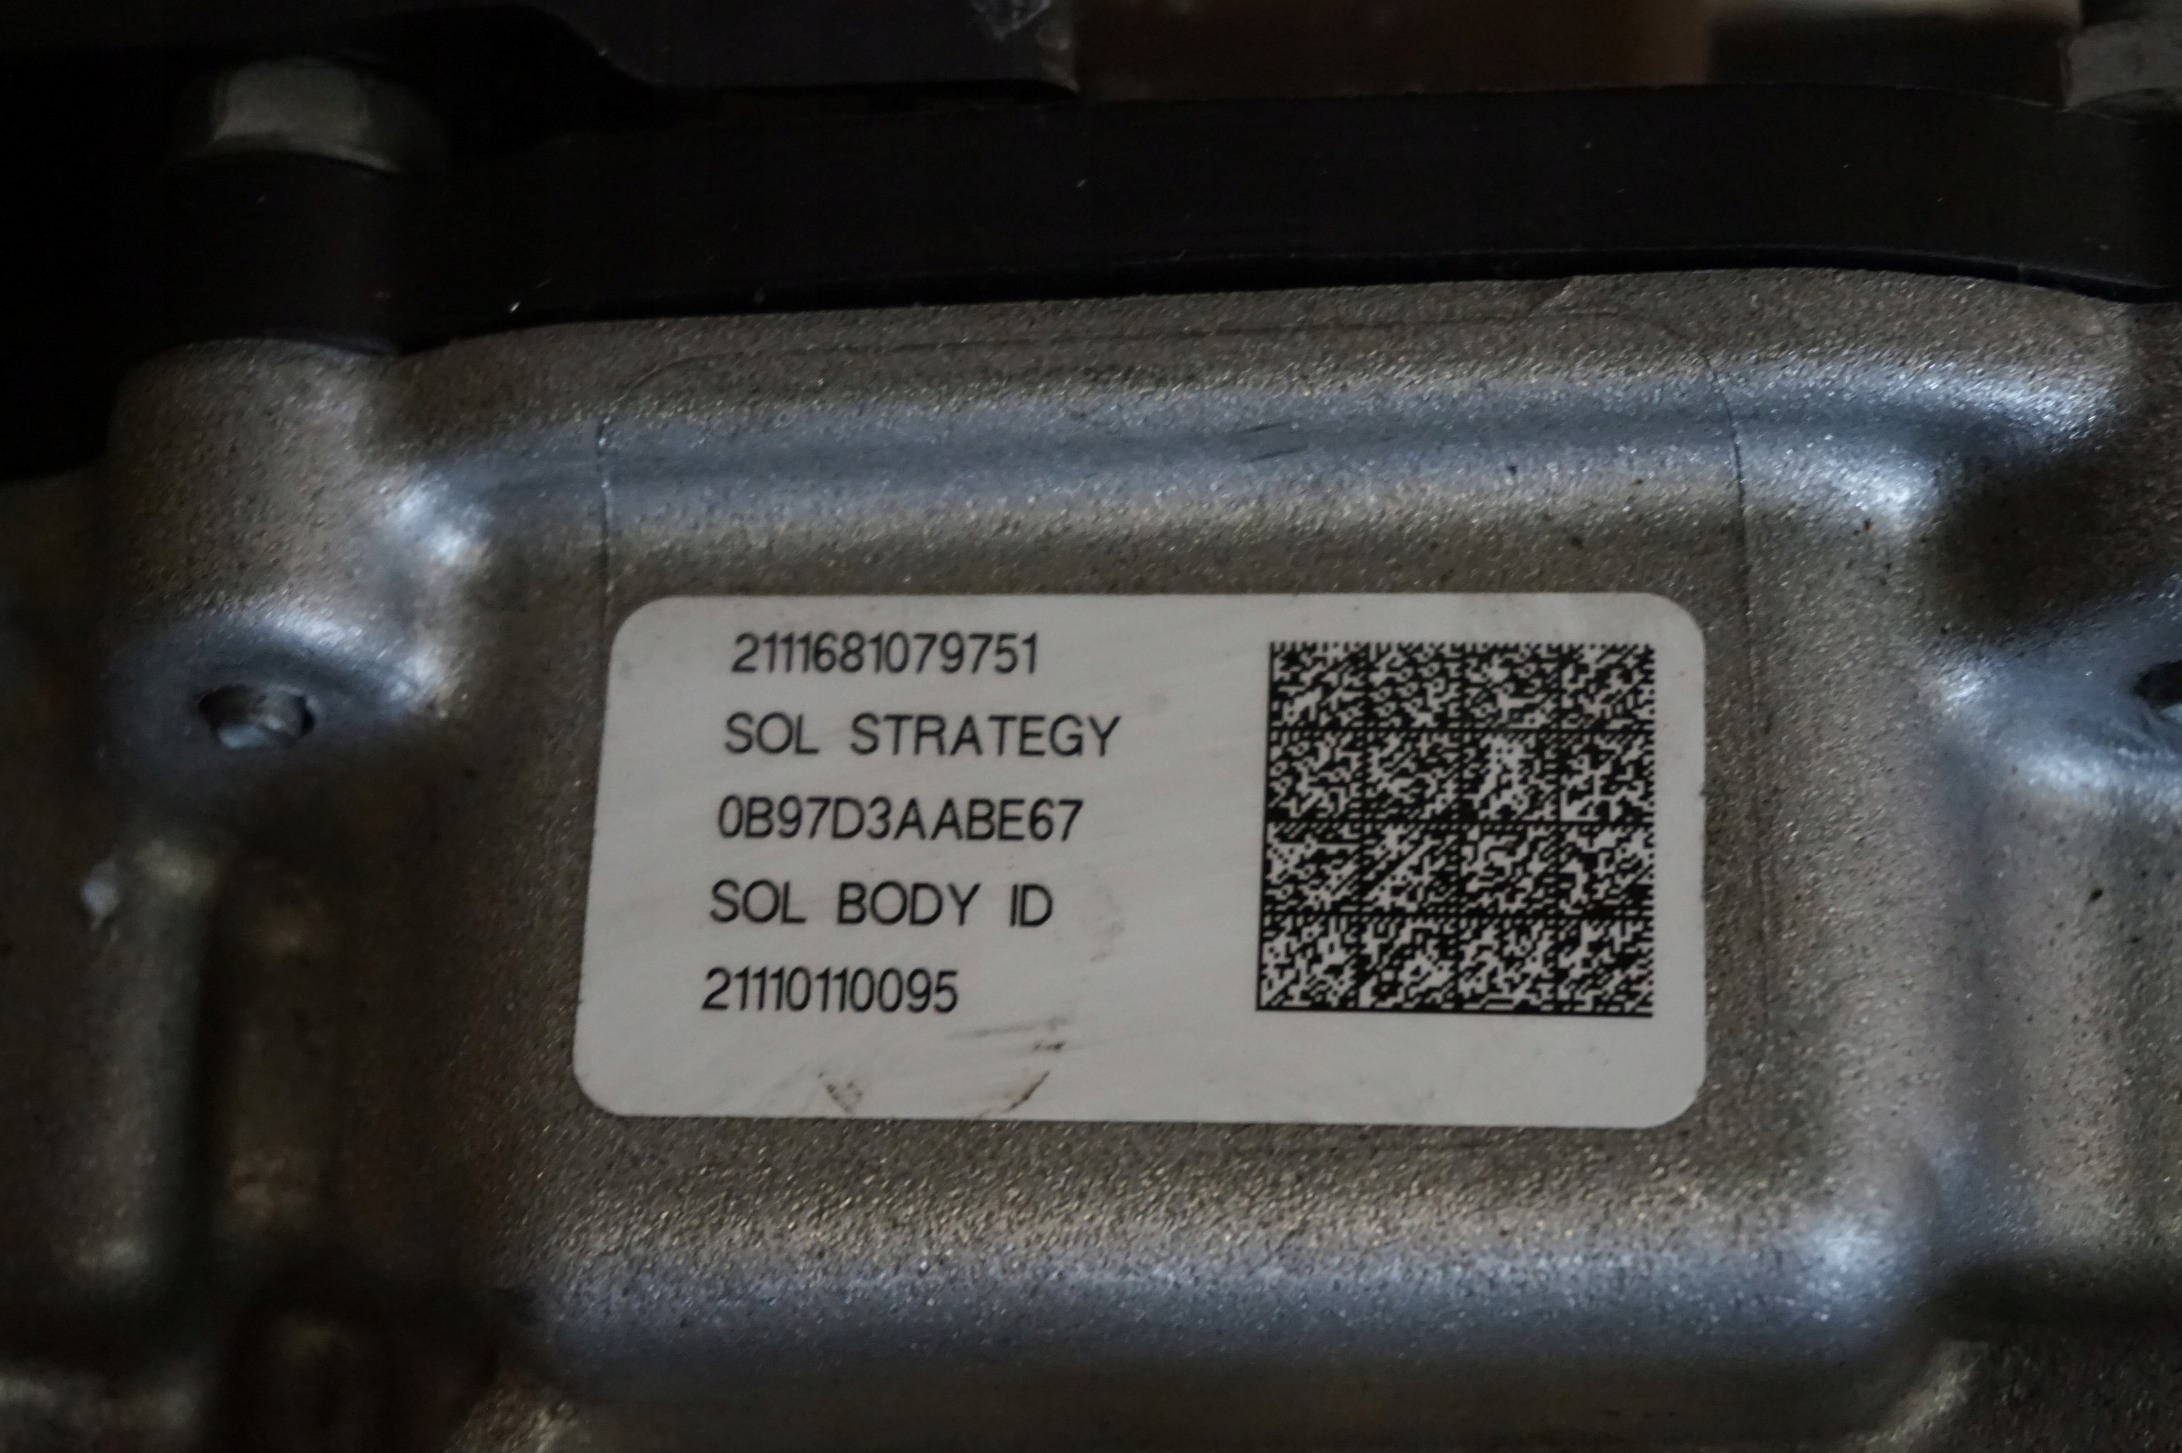 2111681079751
SOL STRATEGY
0B97D3AABE67
SOL BODY ID
21110110095